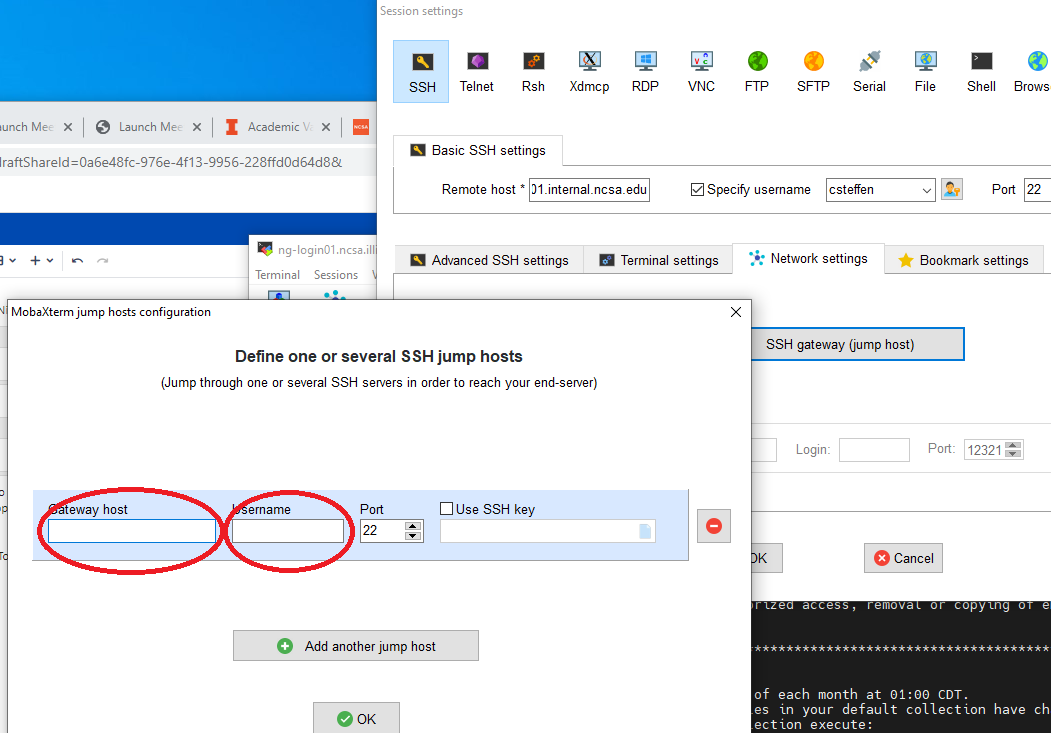 Session settings
SSH
Telnet
Rsh
Xdmcp
RDP
VNC
FTP
SFTP
Serial
File
Shell
Brows
aunch Mee
Launch Mee
Academic V
NCSA
draftShareId=0a6e48fc-976e-4f13-9956-228ffd0d64d8&
Basic SSH settings
Remote host * 01.internal.ncsa.edu
Specify username csteffen
Port 22
ng-login01.ncsa.illi
Terminal Sessions
Advanced SSH settings
Terminal settings
Network settings
Bookmark settings
MobaXterm jump hosts configuration
Define one or several SSH jump hosts
(Jump through one or several SSH servers in order to reach your end-server)
SSH gateway (jump host)
Login:
Port: 12321
Gateway host
Username
Port
22
Use SSH key
OK
Cancel
Add another jump host
OK
orized access, removal or copying of e
***************************************
of each month at 01:00 CDT.
es in your default collection have ch
ection execute: